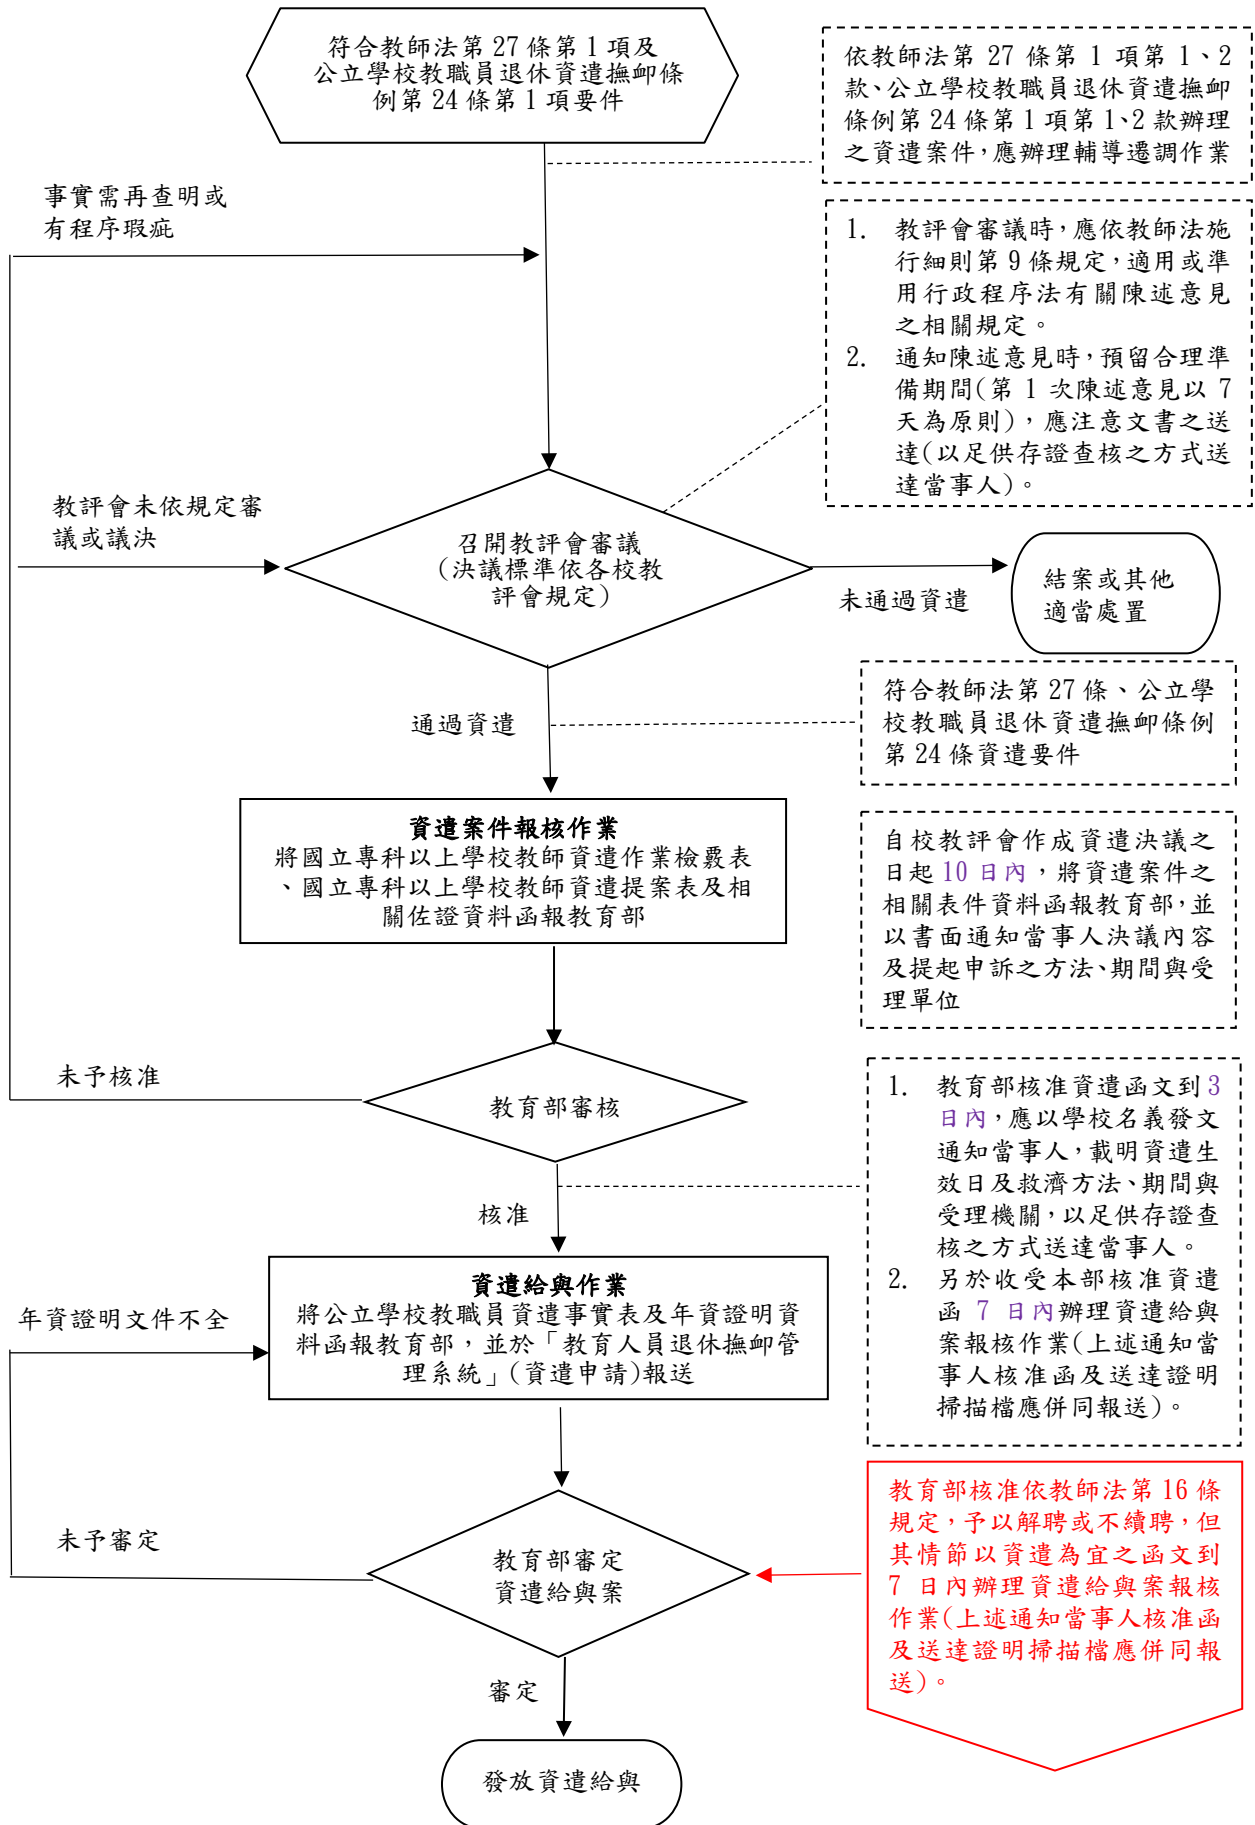 符合教師法第 27 條第 1 項及
公立學校教職員退休資遣撫卹條
例第 24 條第 1 項要件
依教師法第 27 條第 1 項第 1、2
款、公立學校教職員退休資遣撫卹
條例第 24 條第 1 項第 1、2 款辦理
之資遣案件，應辦理輔導遷調作業
事實需再查明或
有程序瑕疵
1. 教評會審議時，應依教師法施
行細則第 9 條規定，適用或準
用行政程序法有關陳述意見
之相關規定。
2. 通知陳述意見時，預留合理準
備期間(第 1 次陳述意見以 7
天為原則)，應注意文書之送
達(以足供存證查核之方式送
達當事人)。
教評會未依規定審
議或議決
召開教評會審議
(決議標準依各校教
評會規定)
未通過資遣
結案或其他
適當處置
通過資遣
符合教師法第 27 條、公立學
校教職員退休資遣撫卹條例
第 24 條資遣要件
資遣案件報核作業
將國立專科以上學校教師資遣作業檢覈表
、國立專科以上學校教師資遣提案表及相
關佐證資料函報教育部
自校教評會作成資遣決議之
日起 10 日內，將資遣案件之
相關表件資料函報教育部，並
以書面通知當事人決議內容
及提起申訴之方法、期間與受
理單位
未予核准
教育部審核
核准
1. 教育部核准資遣函文到 3
日內，應以學校名義發文
通知當事人，載明資遣生
效日及救濟方法、期間與
受理機關，以足供存證查
核之方式送達當事人。
2. 另於收受本部核准資遣
函 7 日內辦理資遣給與
案報核作業(上述通知當
事人核准函及送達證明
掃描檔應併同報送)。
年資證明文件不全
資遣給與作業
將公立學校教職員資遣事實表及年資證明資
料函報教育部，並於「教育人員退休撫卹管
理系統」(資遣申請)報送
未予審定
教育部審定
資遣給與案
教育部核准依教師法第 16 條
規定，予以解聘或不續聘，但
其情節以資遣為宜之函文到
7 日內辦理資遣給與案報核
作業(上述通知當事人核准函
及送達證明掃描檔應併同報
送)。
審定
發放資遣給與